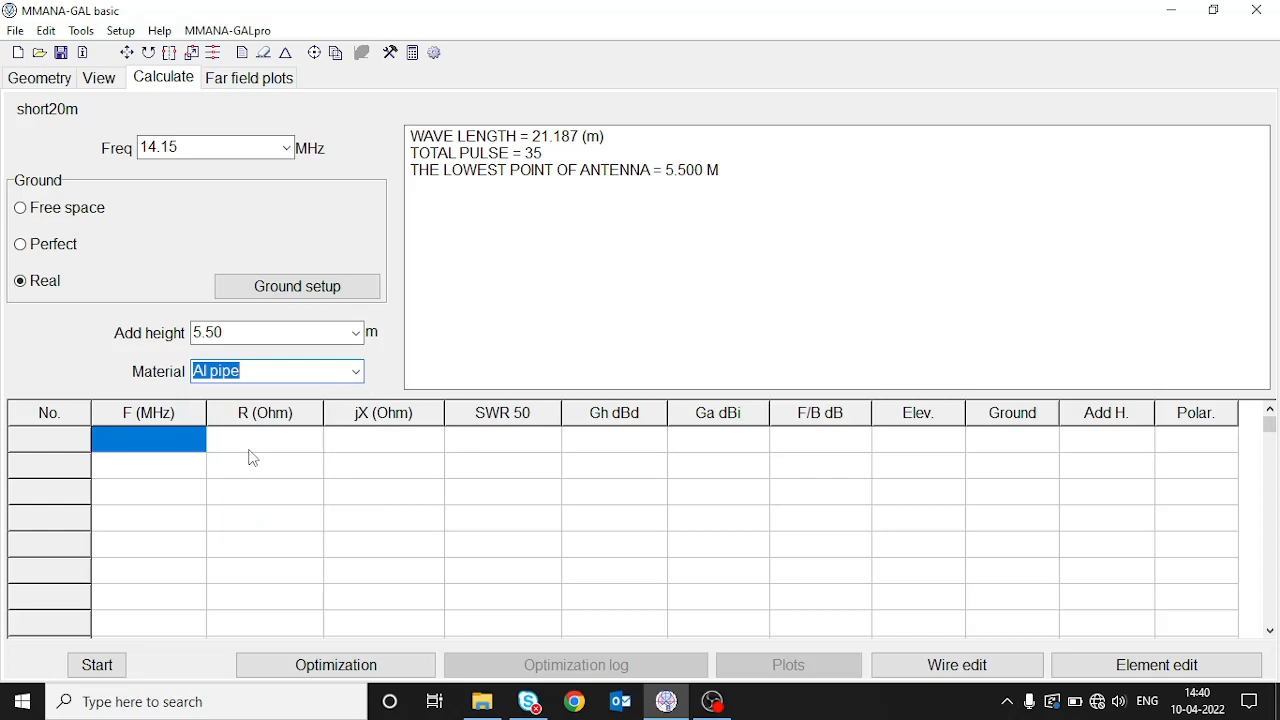 MMANA-GAL basic
File Edit Tools Setup Help MMANA-GALpro
Geometry View Calculate Far field plots
short20m
Freq 14.15 MHz
Ground
Free space
Perfect
Real Ground setup
Add height 5.50 m
Material Al pipe
WAVE LENGTH = 21.187 (m)
TOTAL PULSE = 35
THE LOWEST POINT OF ANTENNA = 5.500 M
No. F (MHz) R (Ohm) jX (Ohm) SWR 50 Gh dBd Ga dBi F/B dB Elev. Ground Add H. Polar.
Start Optimization Optimization log Plots Wire edit Element edit
Type here to search
ENG
14:40
10-04-2022